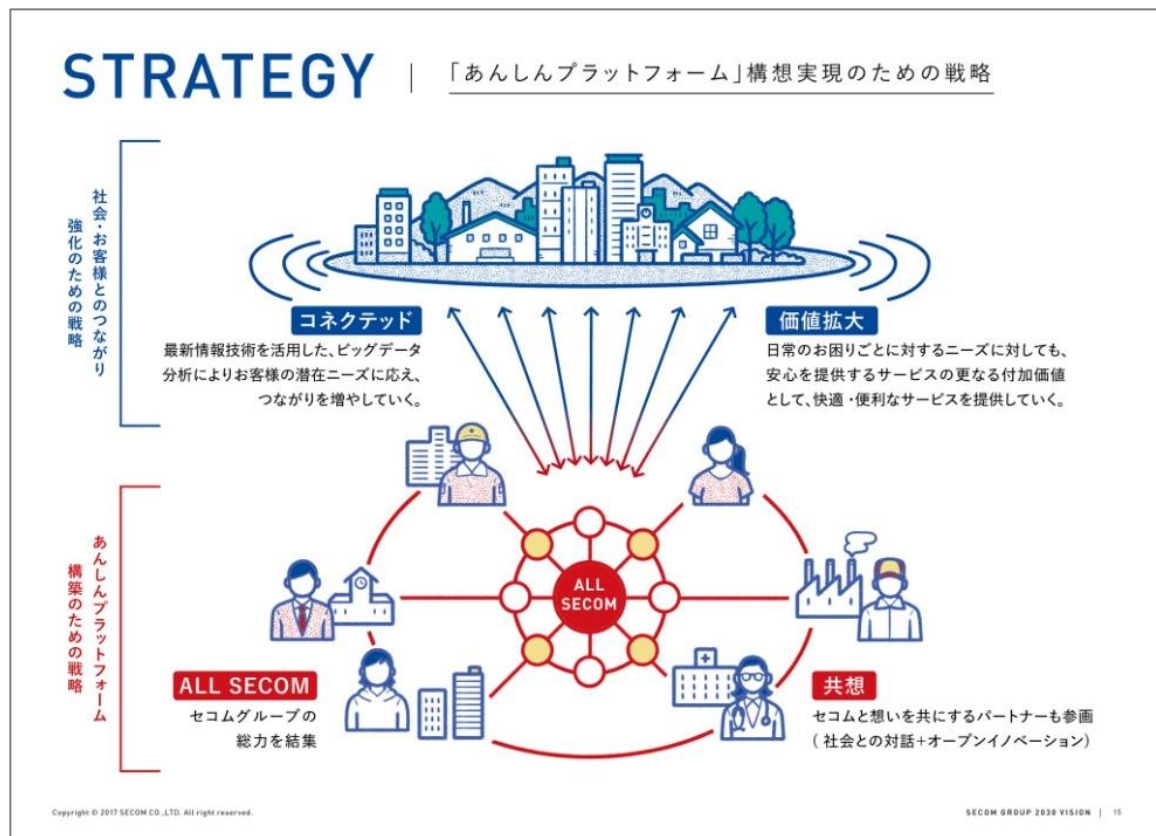 STRATEGY
「あんしんプラットフォーム」構想実現のための戦略
社会・お客様とのつながり
強化のための戦略
コネクテッド
最新情報技術を活用した、ビッグデータ
分析によりお客様の潜在ニーズに応え、
つながりを増やしていく。
価値拡大
日常のお困りごとに対するニーズに対しても、
安心を提供するサービスの更なる付加価値
として、快適・便利なサービスを提供していく。
あんしんプラットフォーム
構築のための戦略
ALL
SECOM
ALL SECOM
セコムグループの
総力を結集
共想
セコムと想いを共にするパートナーも参画
(社会との対話+オープンイノベーション)
Copyright © 2017 SECOM CO.,LTD. All right reserved.
SECOM GROUP 2030 VISION | 15